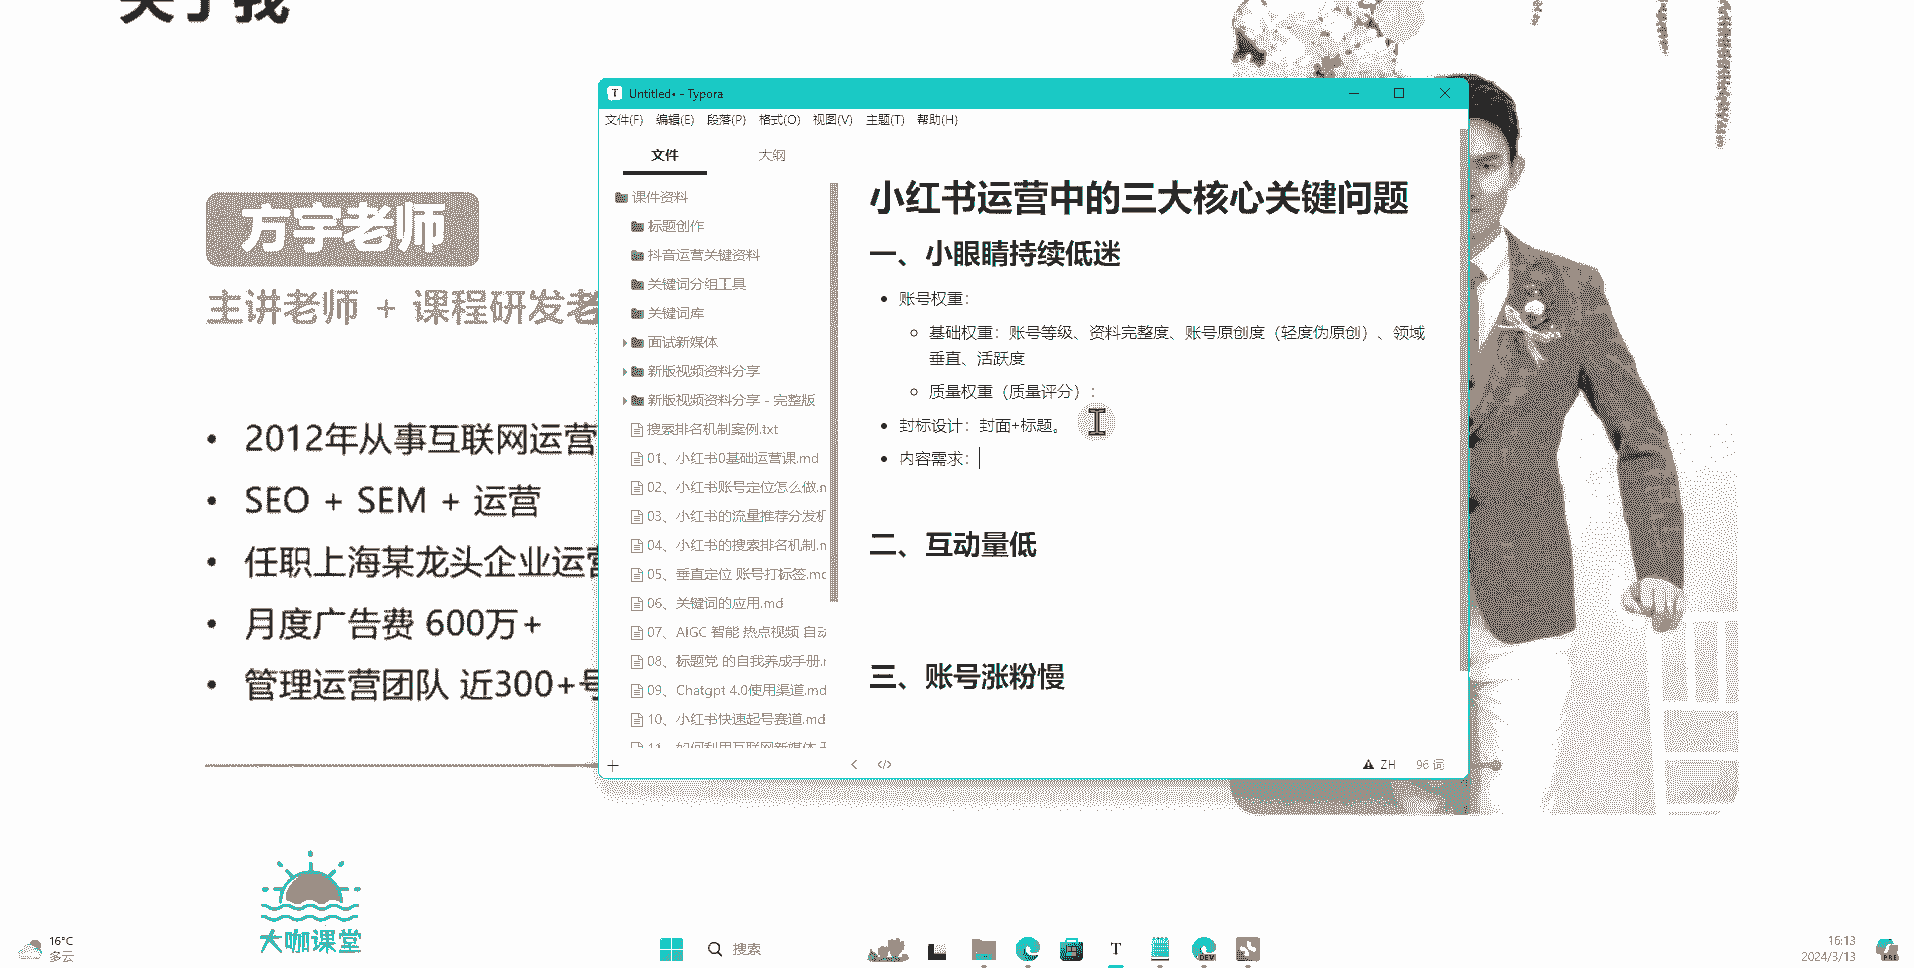 关于我
方宇老师
主讲老师 + 课程研发老
2012年从事互联网运营
SEO + SEM + 运营
任职上海某龙头企业运营
月度广告费 600万+
管理运营团队 近300+号
大咖课堂
Untitled• - Typora
文件(F) 编辑(E) 段落(P) 格式(O) 视图(V) 主题(T) 帮助(H)
文件 大纲
课件资料
标题创作
抖音运营关键资料
关键词分组工具
关键词库
面试新媒体
新版视频资料分享
新版视频资料分享 - 完整版
搜索排名机制案例.txt
01、小红书0基础运营课.md
02、小红书账号定位怎么做.n
03、小红书的流量推荐分发机
04、小红书的搜索排名机制.n
05、垂直定位 账号打标签.mc
06、关键词的应用.md
07、AIGC 智能 热点视频 自动
08、标题党 的自我养成手册.r
09、Chatgpt 4.0使用渠道.md
10、小红书快速起号赛道.md
11、如何利用互联网新媒体
小红书运营中的三大核心关键问题
一、小眼睛持续低迷
账号权重：
基础权重：账号等级、资料完整度、账号原创度（轻度伪原创）、领域
垂直、活跃度
质量权重（质量评分）：
封标设计：封面+标题。
内容需求：
二、互动量低
三、账号涨粉慢
ZH 96 词
16°C
多云
搜索
T
DEV
16:13
2024/3/13
PRE